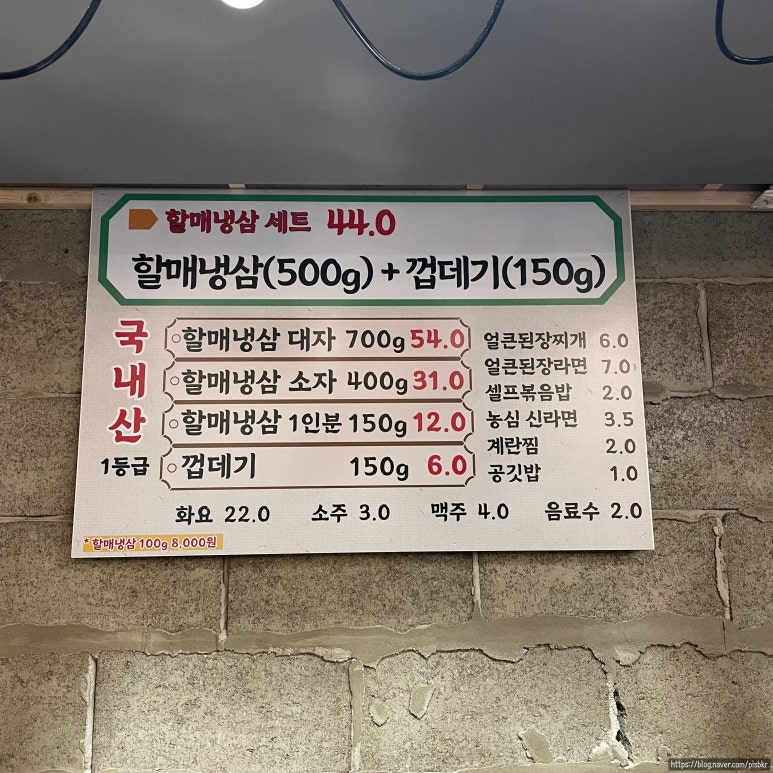 할매냉삼 세트 44.0
할매냉삼(500g)+껍데기(150g)
국내산
1등급
할매냉삼 대자 700g 54.0
할매냉삼 소자 400g 31.0
할매냉삼 1인분 150g 12.0
껍데기 150g 6.0
얼큰된장찌개 6.0
얼큰된장라면 7.0
셀프볶음밥 2.0
농심 신라면 3.5
계란찜 2.0
공깃밥 1.0
화요 22.0 소주 3.0 맥주 4.0 음료수 2.0
*할매냉삼 100g 8,000원
https://blog.naver.com/pisbkr